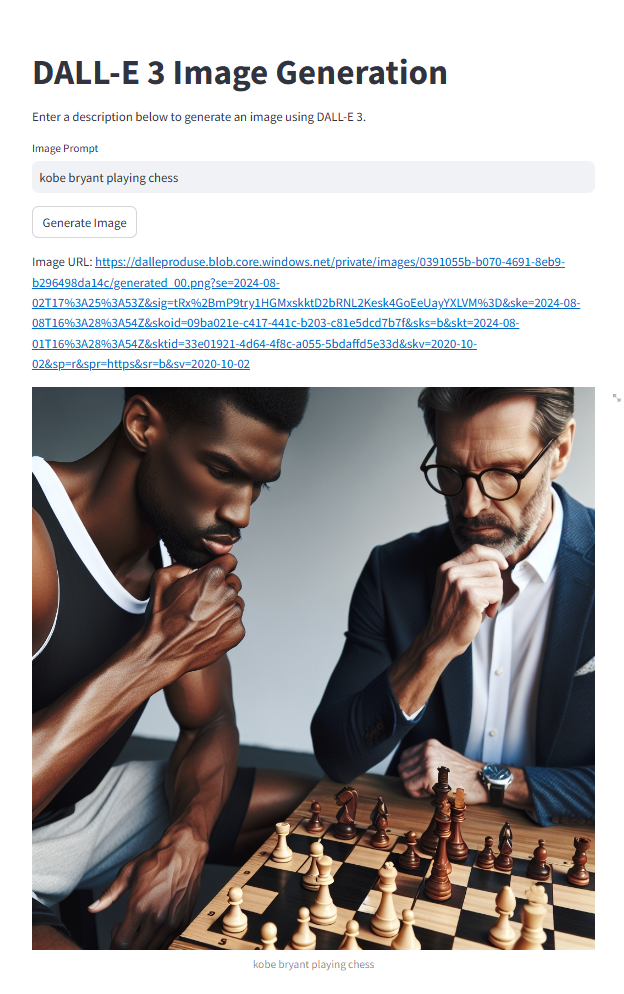 DALL-E 3 Image Generation
Enter a description below to generate an image using DALL-E 3.
Image Prompt
kobe bryant playing chess
Generate Image
Image URL: https://dalleproduse.blob.core.windows.net/private/images/0391055b-b070-4691-8eb9-
b296498da14c/generated_00.png?se=2024-08-
02T17%3A25%3A53Z&sig=tRx%2BmP9try1HGMxskktD2bRNL2Kesk4GoEeUayYXLVM%3D&ske=2024-08-
08T16%3A28%3A54Z&skoid=09ba021e-c417-441c-b203-c81e5dcd7b7f&sks=b&skt=2024-08-
01T16%3A28%3A54Z&sktid=33e01921-4d64-4f8c-a055-5bdaffd5e33d&skv=2020-10-
02&sp=r&spr=https&sr=b&sv=2020-10-02
kobe bryant playing chess